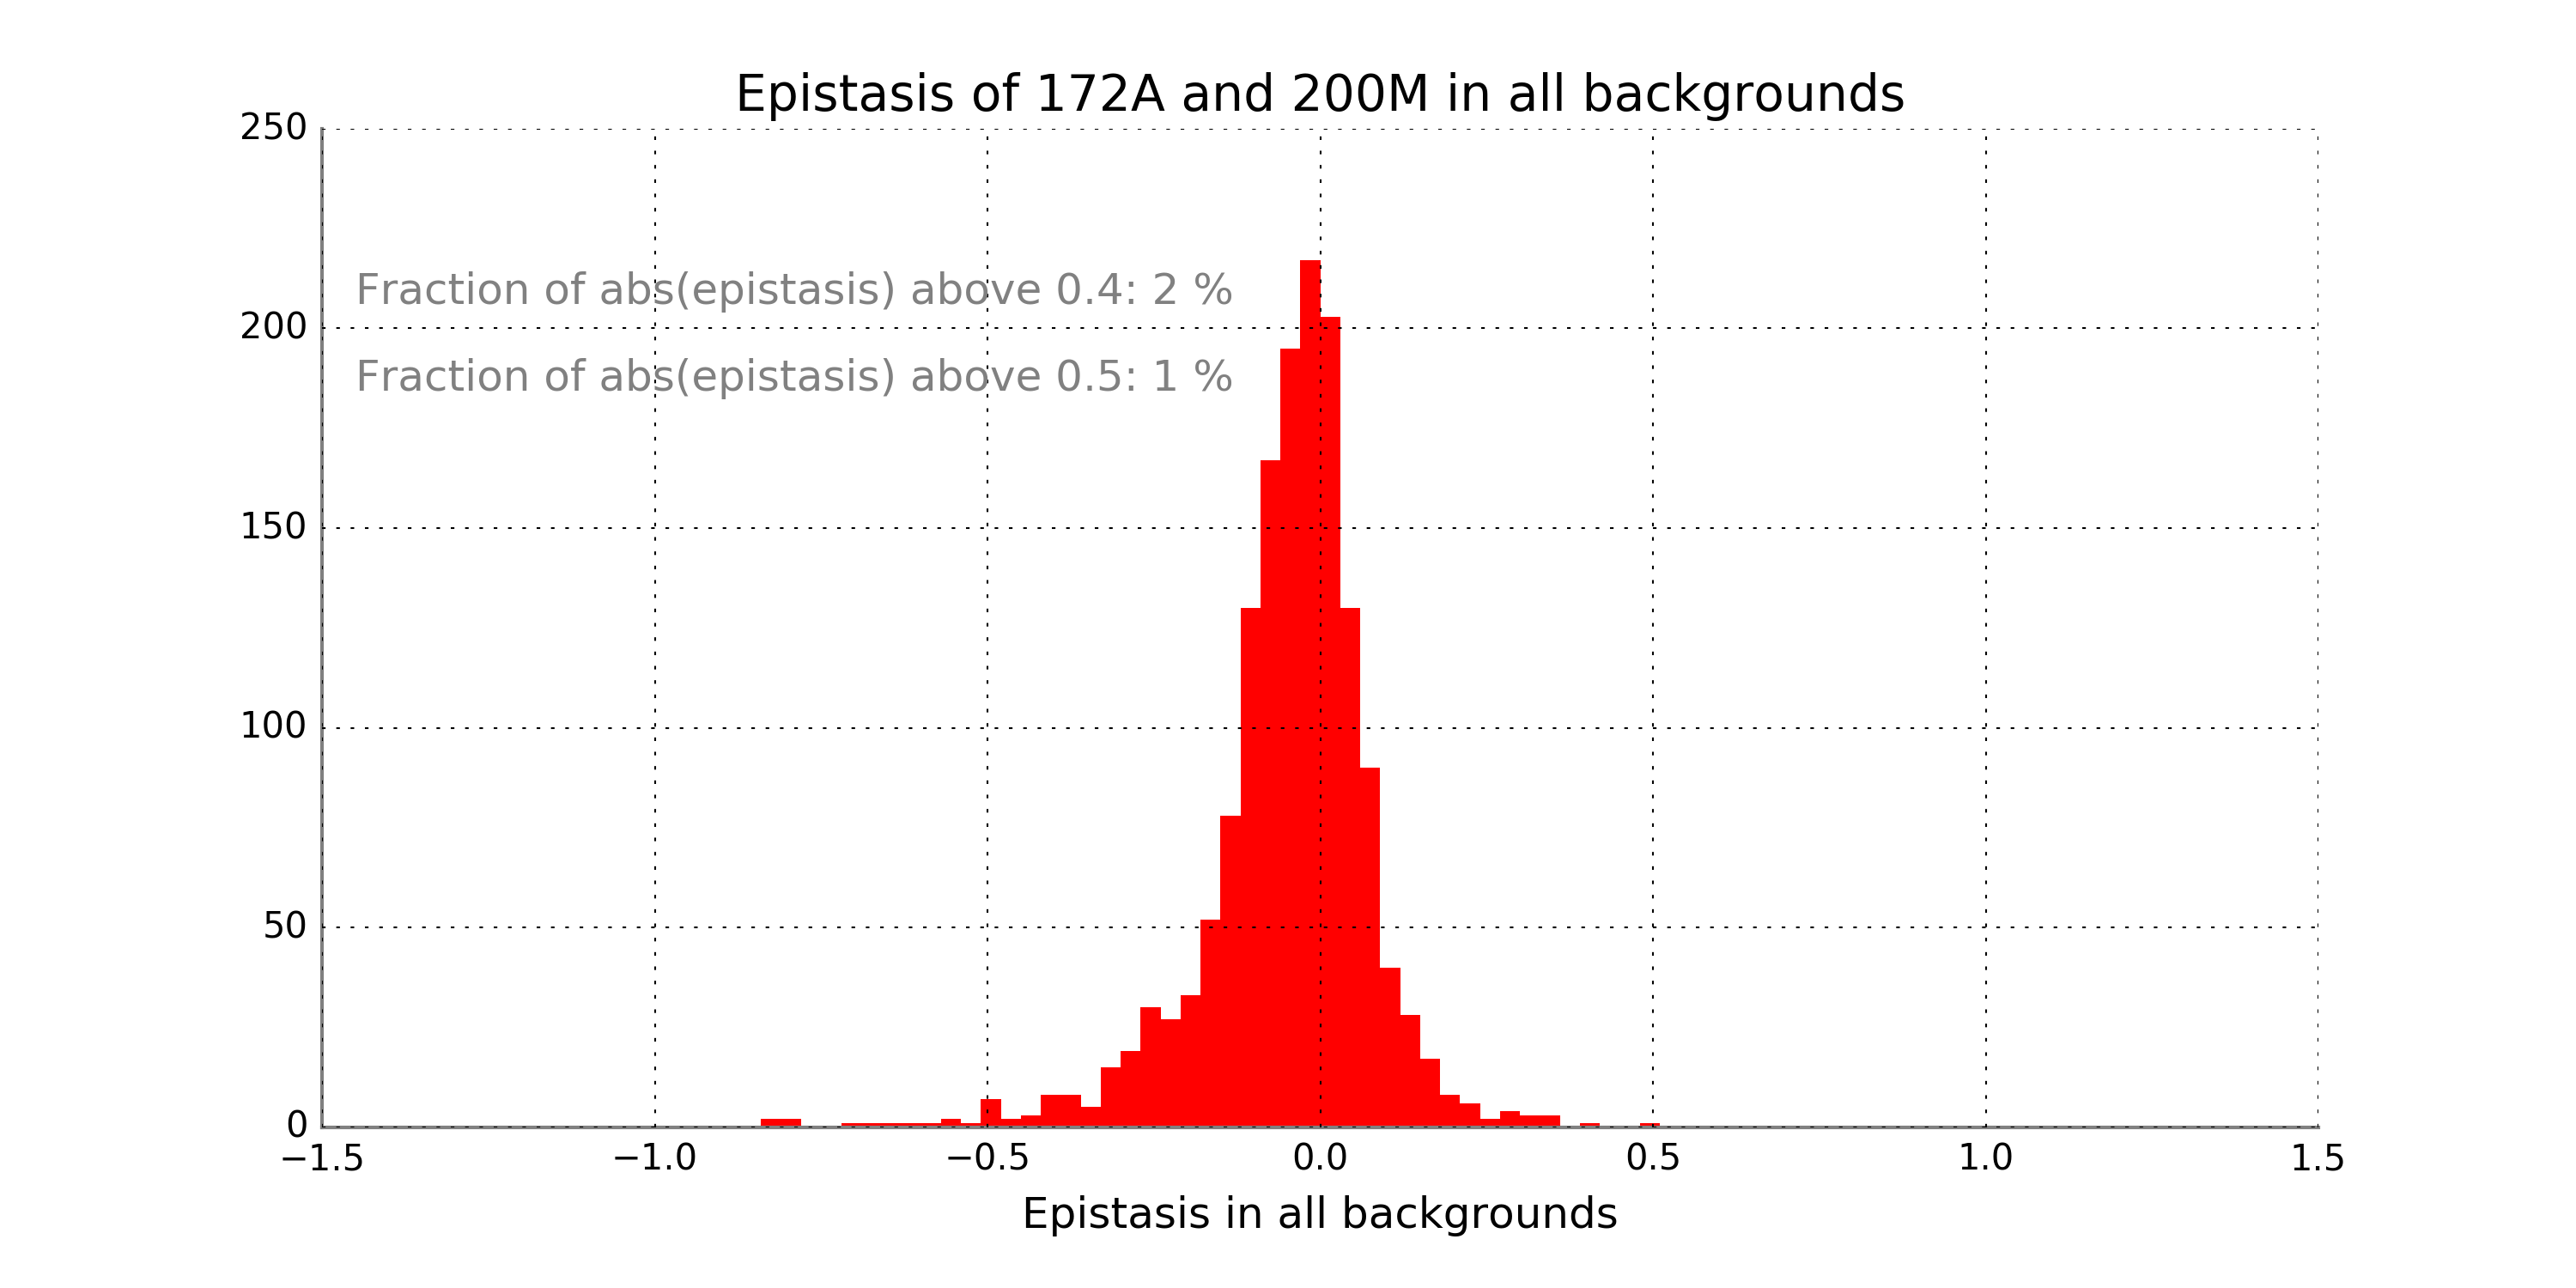 Epistasis of 172A and 200M in all backgrounds
250
200
150
100
50
0
Fraction of abs(epistasis) above 0.4: 2 %
Fraction of abs(epistasis) above 0.5: 1 %
−1.5 −1.0 −0.5 0.0 0.5 1.0 1.5
Epistasis in all backgrounds